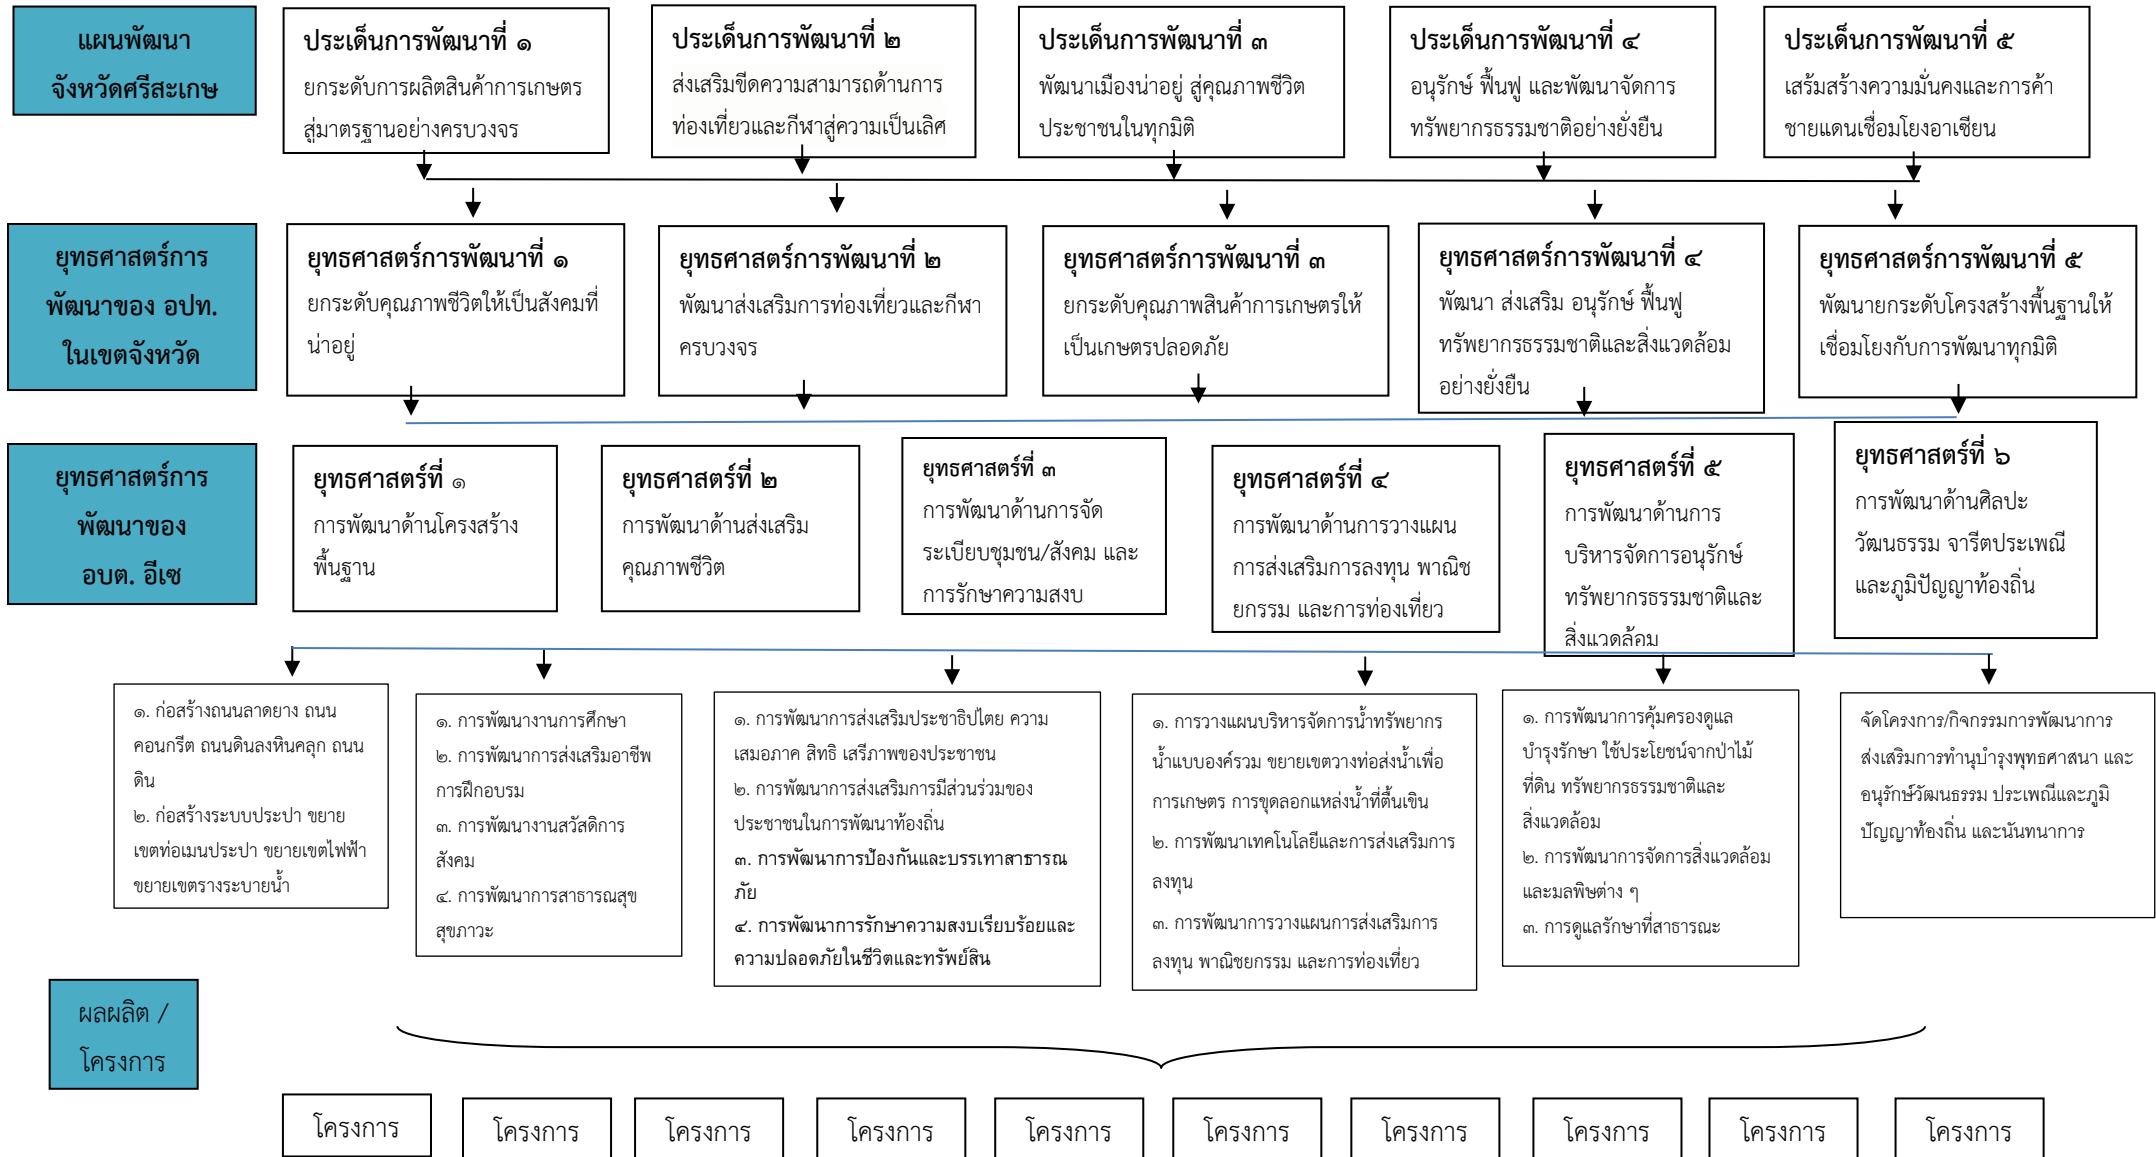 แผนพัฒนา
จังหวัดศรีสะเกษ
ประเด็นการพัฒนาที่ ๑
ยกระดับการผลิตสินค้าการเกษตร
สู่มาตรฐานอย่างครบวงจร
ประเด็นการพัฒนาที่ ๒
ส่งเสริมขีดความสามารถด้านการ
ท่องเที่ยวและกีฬาสู่ความเป็นเลิศ
ประเด็นการพัฒนาที่ ๓
พัฒนาเมืองน่าอยู่ สู่คุณภาพชีวิต
ประชาชนในทุกมิติ
ประเด็นการพัฒนาที่ ๔
อนุรักษ์ ฟื้นฟู และพัฒนาจัดการ
ทรัพยากรธรรมชาติอย่างยั่งยืน
ประเด็นการพัฒนาที่ ๕
เสริ้มสร้างความมั่นคงและการค้า
ชายแดนเชื่อมโยงอาเซียน
ยุทธศาสตร์การ
พัฒนาของ อปท.
ในเขตจังหวัด
ยุทธศาสตร์การพัฒนาที่ ๑
ยกระดับคุณภาพชีวิตให้เป็นสังคมที่
น่าอยู่
ยุทธศาสตร์การพัฒนาที่ ๒
พัฒนาส่งเสริมการท่องเที่ยวและกีฬา
ครบวงจร
ยุทธศาสตร์การพัฒนาที่ ๓
ยกระดับคุณภาพสินค้าการเกษตรให้
เป็นเกษตรปลอดภัย
ยุทธศาสตร์การพัฒนาที่ ๔
พัฒนา ส่งเสริม อนุรักษ์ ฟื้นฟู
ทรัพยากรธรรมชาติและสิ่งแวดล้อม
อย่างยั่งยืน
ยุทธศาสตร์การพัฒนาที่ ๕
พัฒนายกระดับโครงสร้างพื้นฐานให้
เชื่อมโยงกับการพัฒนาทุกมิติ
ยุทธศาสตร์การ
พัฒนาของ
อบต. อีเซ
ยุทธศาสตร์ที่ ๑
การพัฒนาด้านโครงสร้าง
พื้นฐาน
ยุทธศาสตร์ที่ ๒
การพัฒนาด้านส่งเสริม
คุณภาพชีวิต
ยุทธศาสตร์ที่ ๓
การพัฒนาด้านการจัด
ระเบียบชุมชน/สังคม และ
การรักษาความสงบ
ยุทธศาสตร์ที่ ๔
การพัฒนาด้านการวางแผน
การส่งเสริมการลงทุน พาณิช
ยกรรม และการท่องเที่ยว
ยุทธศาสตร์ที่ ๕
การพัฒนาด้านการ
บริหารจัดการอนุรักษ์
ทรัพยากรธรรมชาติและ
สิ่งแวดล้อม
ยุทธศาสตร์ที่ ๖
การพัฒนาด้านศิลปะ
วัฒนธรรม จารีตประเพณี
และภูมิปัญญาท้องถิ่น
๑. ก่อสร้างถนนลาดยาง ถนน
คอนกรีต ถนนดินลงหินคลุก ถนน
ดิน
๒. ก่อสร้างระบบประปา ขยาย
เขตท่อเมนประปา ขยายเขตไฟฟ้า
ขยายเขตรางระบายน้ำ
๑. การพัฒนางานการศึกษา
๒. การพัฒนาการส่งเสริมอาชีพ
การฝึกอบรม
๓. การพัฒนางานสวัสดิการ
สังคม
๔. การพัฒนาการสาธารณสุข
สุขภาวะ
๑. การพัฒนาการส่งเสริมประชาธิปไตย ความ
เสมอภาค สิทธิ เสรีภาพของประชาชน
๒. การพัฒนาการส่งเสริมการมีส่วนร่วมของ
ประชาชนในการพัฒนาท้องถิ่น
๓. การพัฒนาการป้องกันและบรรเทาสาธารณ
ภัย
๔. การพัฒนาการรักษาความสงบเรียบร้อยและ
ความปลอดภัยในชีวิตและทรัพย์สิน
๑. การวางแผนบริหารจัดการน้ำทรัพยากร
น้ำแบบองค์รวม ขยายเขตวางท่อส่งน้ำเพื่อ
การเกษตร การขุดลอกแหล่งน้ำที่ตื้นเขิน
๒. การพัฒนาเทคโนโลยีและการส่งเสริมการ
ลงทุน
๓. การพัฒนาการวางแผนการส่งเสริมการ
ลงทุน พาณิชยกรรม และการท่องเที่ยว
๑. การพัฒนาการคุ้มครองดูแล
บำรุงรักษา ใช้ประโยชน์จากป่าไม้
ที่ดิน ทรัพยากรธรรมชาติและ
สิ่งแวดล้อม
๒. การพัฒนาการจัดการสิ่งแวดล้อม
และมลพิษต่าง ๆ
๓. การดูแลรักษาที่สาธารณะ
จัดโครงการ/กิจกรรมการพัฒนาการ
ส่งเสริมการทำนุบำรุงพุทธศาสนา และ
อนุรักษ์วัฒนธรรม ประเพณีและภูมิ
ปัญญาท้องถิ่น และนันทนาการ
ผลผลิต /
โครงการ
โครงการ
โครงการ
โครงการ
โครงการ
โครงการ
โครงการ
โครงการ
โครงการ
โครงการ
โครงการ